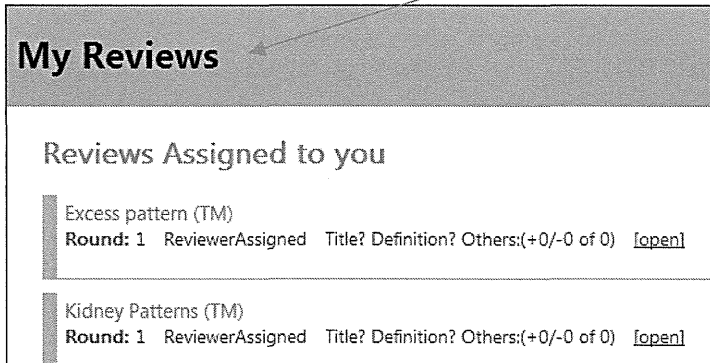 My Reviews
Reviews Assigned to you
Excess pattern (TM)
Round: 1 ReviewerAssigned Title? Definition? Others:(+0/-0 of 0) [open]
Kidney Patterns (TM)
Round: 1 ReviewerAssigned Title? Definition? Others:(+0/-0 of 0) [open]